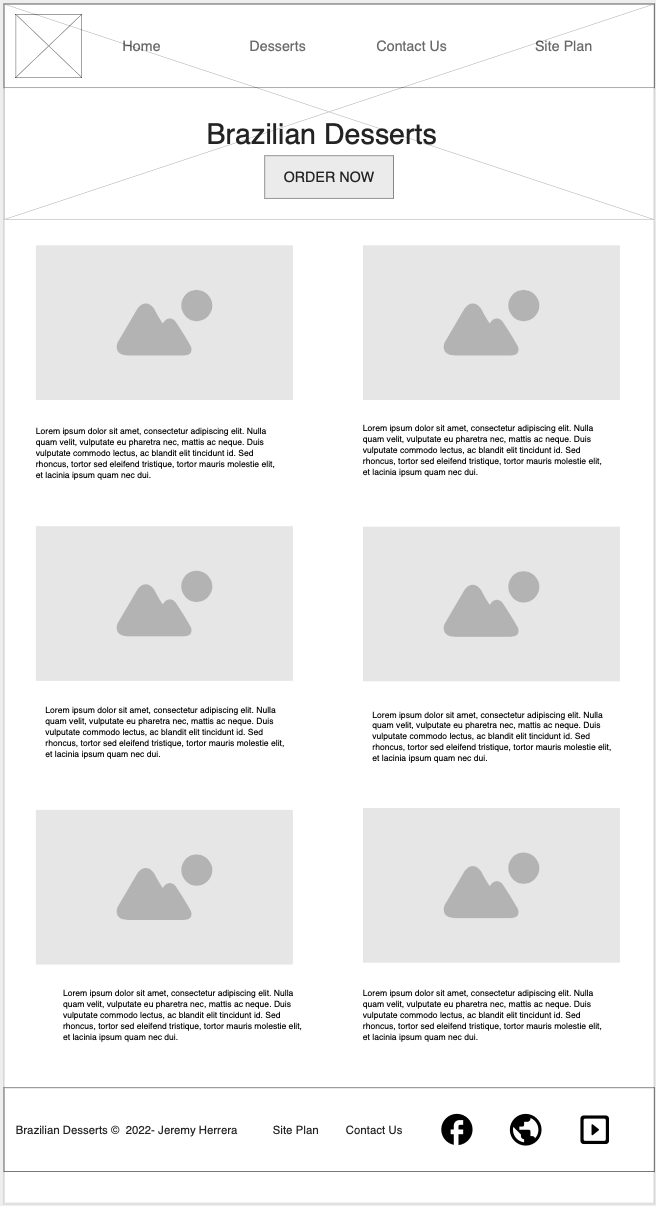 Home Desserts Contact Us Site Plan
Brazilian Desserts
ORDER NOW
Lorem ipsum dolor sit amet, consectetur adipiscing elit. Nulla
quam velit, vulputate eu pharetra nec, mattis ac neque. Duis
vulputate commodo lectus, ac blandit elit tincidunt id. Sed
rhoncus, tortor sed eleifend tristique, tortor mauris molestie elit,
et lacinia ipsum quam nec dui.
Lorem ipsum dolor sit amet, consectetur adipiscing elit. Nulla
quam velit, vulputate eu pharetra nec, mattis ac neque. Duis
vulputate commodo lectus, ac blandit elit tincidunt id. Sed
rhoncus, tortor sed eleifend tristique, tortor mauris molestie elit,
et lacinia ipsum quam nec dui.
Lorem ipsum dolor sit amet, consectetur adipiscing elit. Nulla
quam velit, vulputate eu pharetra nec, mattis ac neque. Duis
vulputate commodo lectus, ac blandit elit tincidunt id. Sed
rhoncus, tortor sed eleifend tristique, tortor mauris molestie elit,
et lacinia ipsum quam nec dui.
Lorem ipsum dolor sit amet, consectetur adipiscing elit. Nulla
quam velit, vulputate eu pharetra nec, mattis ac neque. Duis
vulputate commodo lectus, ac blandit elit tincidunt id. Sed
rhoncus, tortor sed eleifend tristique, tortor mauris molestie elit,
et lacinia ipsum quam nec dui.
Lorem ipsum dolor sit amet, consectetur adipiscing elit. Nulla
quam velit, vulputate eu pharetra nec, mattis ac neque. Duis
vulputate commodo lectus, ac blandit elit tincidunt id. Sed
rhoncus, tortor sed eleifend tristique, tortor mauris molestie elit,
et lacinia ipsum quam nec dui.
Lorem ipsum dolor sit amet, consectetur adipiscing elit. Nulla
quam velit, vulputate eu pharetra nec, mattis ac neque. Duis
vulputate commodo lectus, ac blandit elit tincidunt id. Sed
rhoncus, tortor sed eleifend tristique, tortor mauris molestie elit,
et lacinia ipsum quam nec dui.
Brazilian Desserts © 2022- Jeremy Herrera Site Plan Contact Us